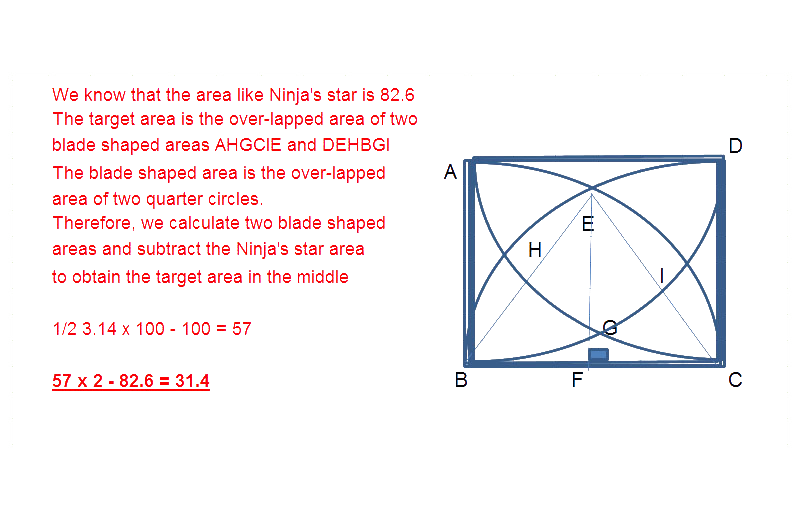 We know that the area like Ninja's star is 82.6
The target area is the over-lapped area of two
blade shaped areas AHGCIE and DEHBGI
The blade shaped area is the over-lapped
area of two quarter circles.
Therefore, we calculate two blade shaped
areas and subtract the Ninja's star area
to obtain the target area in the middle
1/2 3.14 x 100 - 100 = 57
57 x 2 - 82.6 = 31.4
D
A
E
H
I
G
B
F
C